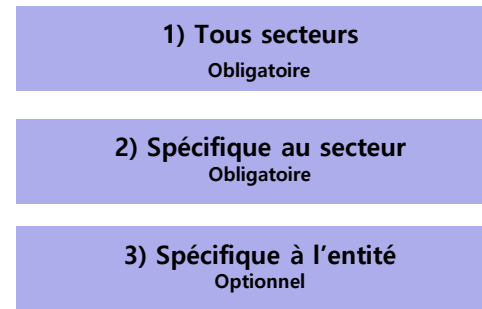 1) Tous secteurs
Obligatoire
2) Spécifique au secteur
Obligatoire
3) Spécifique à l’entité
Optionnel